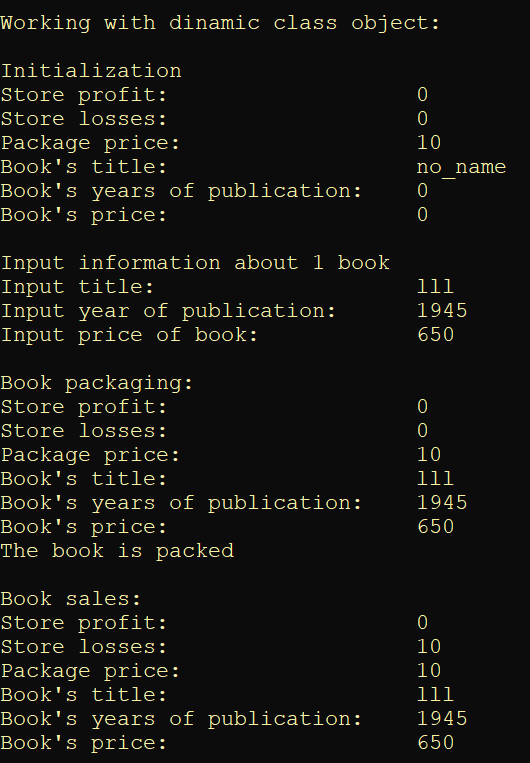 Working with dinamic class object:
Initialization
Store profit: 0
Store losses: 0
Package price: 10
Book's title: no_name
Book's years of publication: 0
Book's price: 0
Input information about 1 book
Input title: lll
Input year of publication: 1945
Input price of book: 650
Book packaging:
Store profit: 0
Store losses: 0
Package price: 10
Book's title: lll
Book's years of publication: 1945
Book's price: 650
The book is packed
Book sales:
Store profit: 0
Store losses: 10
Package price: 10
Book's title: lll
Book's years of publication: 1945
Book's price: 650